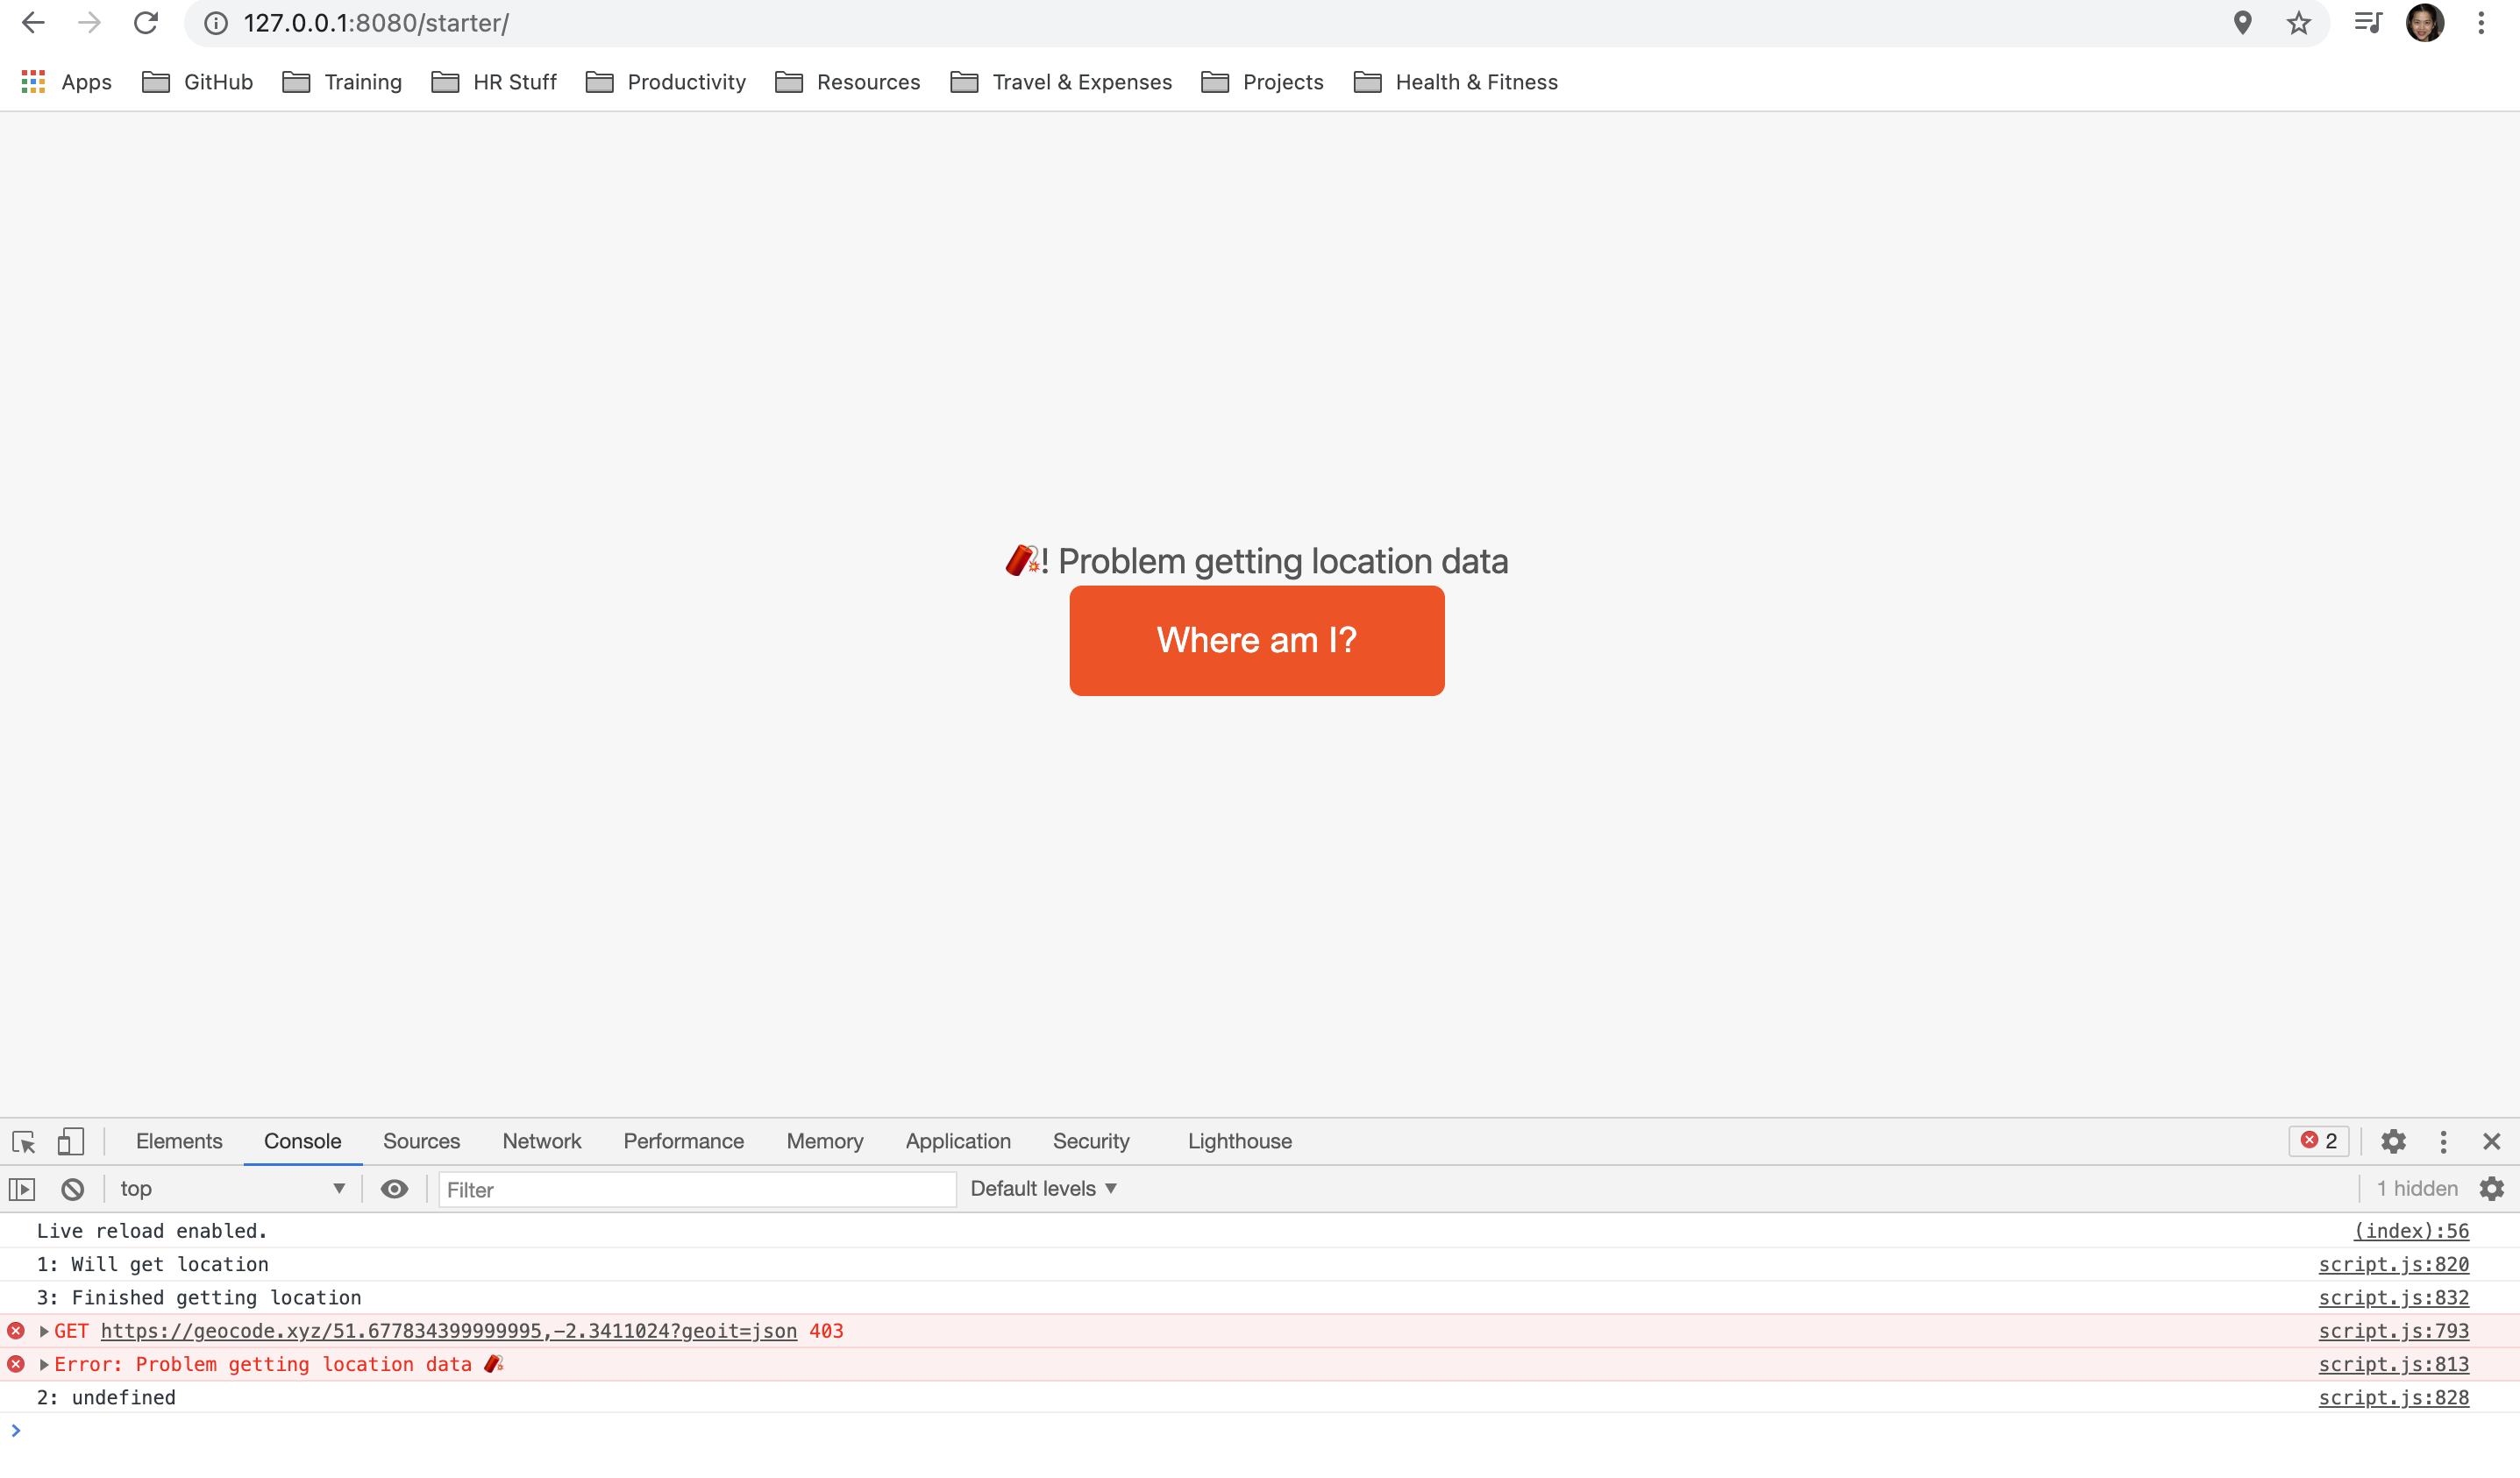 127.0.0.1:8080/starter/
Apps GitHub Training HR Stuff Productivity Resources Travel & Expenses Projects Health & Fitness
🧨! Problem getting location data
Where am I?
Elements Console Sources Network Performance Memory Application Security Lighthouse 2
top Filter Default levels 1 hidden
Live reload enabled. (index):56
1: Will get location script.js:820
3: Finished getting location script.js:832
GET https://geocode.xyz/51.677834399999995,-2.3411024?geoit=json 403 script.js:793
Error: Problem getting location data 🧨 script.js:813
2: undefined script.js:828